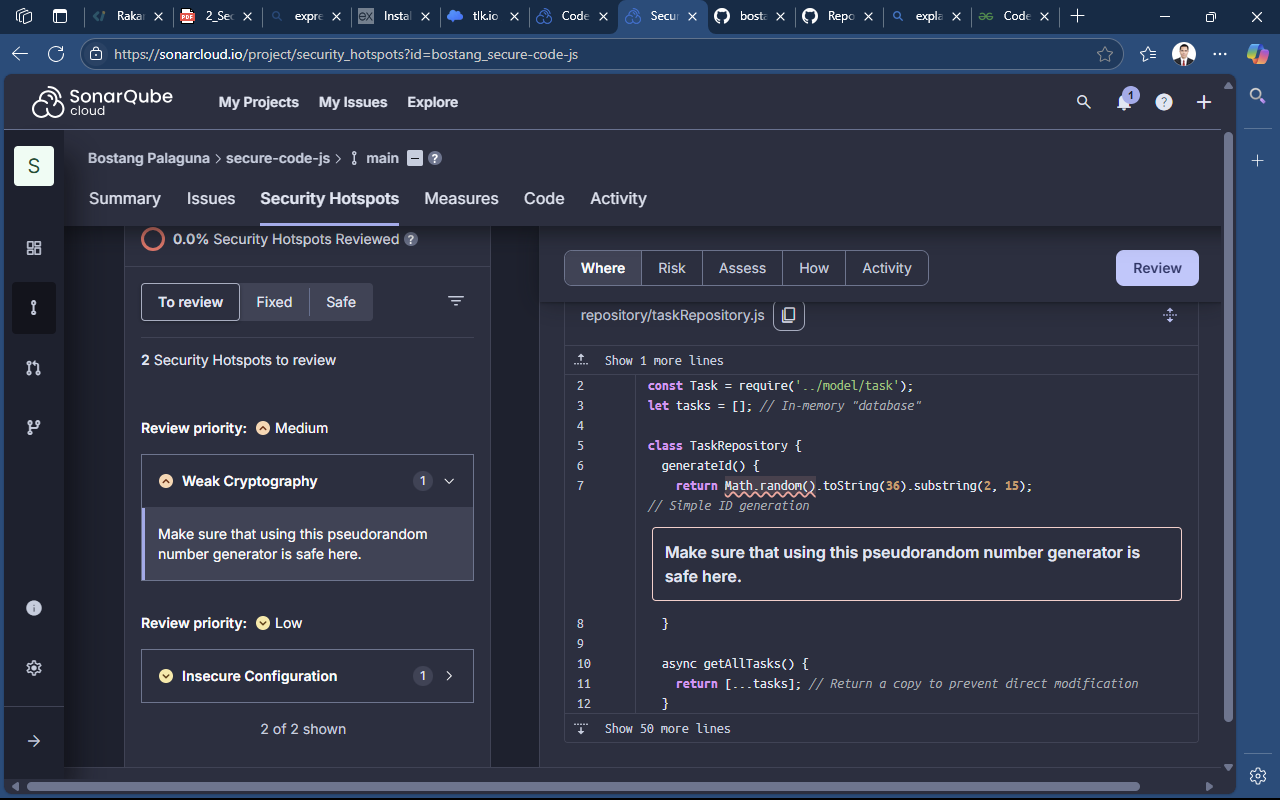 Rakar
2_Sec
expre
Instal
tlk.io
Code
Secur
bosta
Repo
expla
Code
https://sonarcloud.io/project/security_hotspots?id=bostang_secure-code-js
SonarQube
cloud
My Projects
My Issues
Explore
1
?
S
Bostang Palaguna > secure-code-js > main ?
Summary
Issues
Security Hotspots
Measures
Code
Activity
0.0% Security Hotspots Reviewed ?
To review
Fixed
Safe
2 Security Hotspots to review
Review priority: Medium
Weak Cryptography 1
Make sure that using this pseudorandom
number generator is safe here.
Review priority: Low
Insecure Configuration 1
2 of 2 shown
Where
Risk
Assess
How
Activity
Review
repository/taskRepository.js
Show 1 more lines
2 const Task = require('../model/task');
3 let tasks = []; // In-memory "database"
4
5 class TaskRepository {
6 generateId() {
7 return Math.random().toString(36).substring(2, 15);
// Simple ID generation
Make sure that using this pseudorandom number generator is
safe here.
8 }
9
10 async getAllTasks() {
11 return [...tasks]; // Return a copy to prevent direct modification
12 }
Show 50 more lines